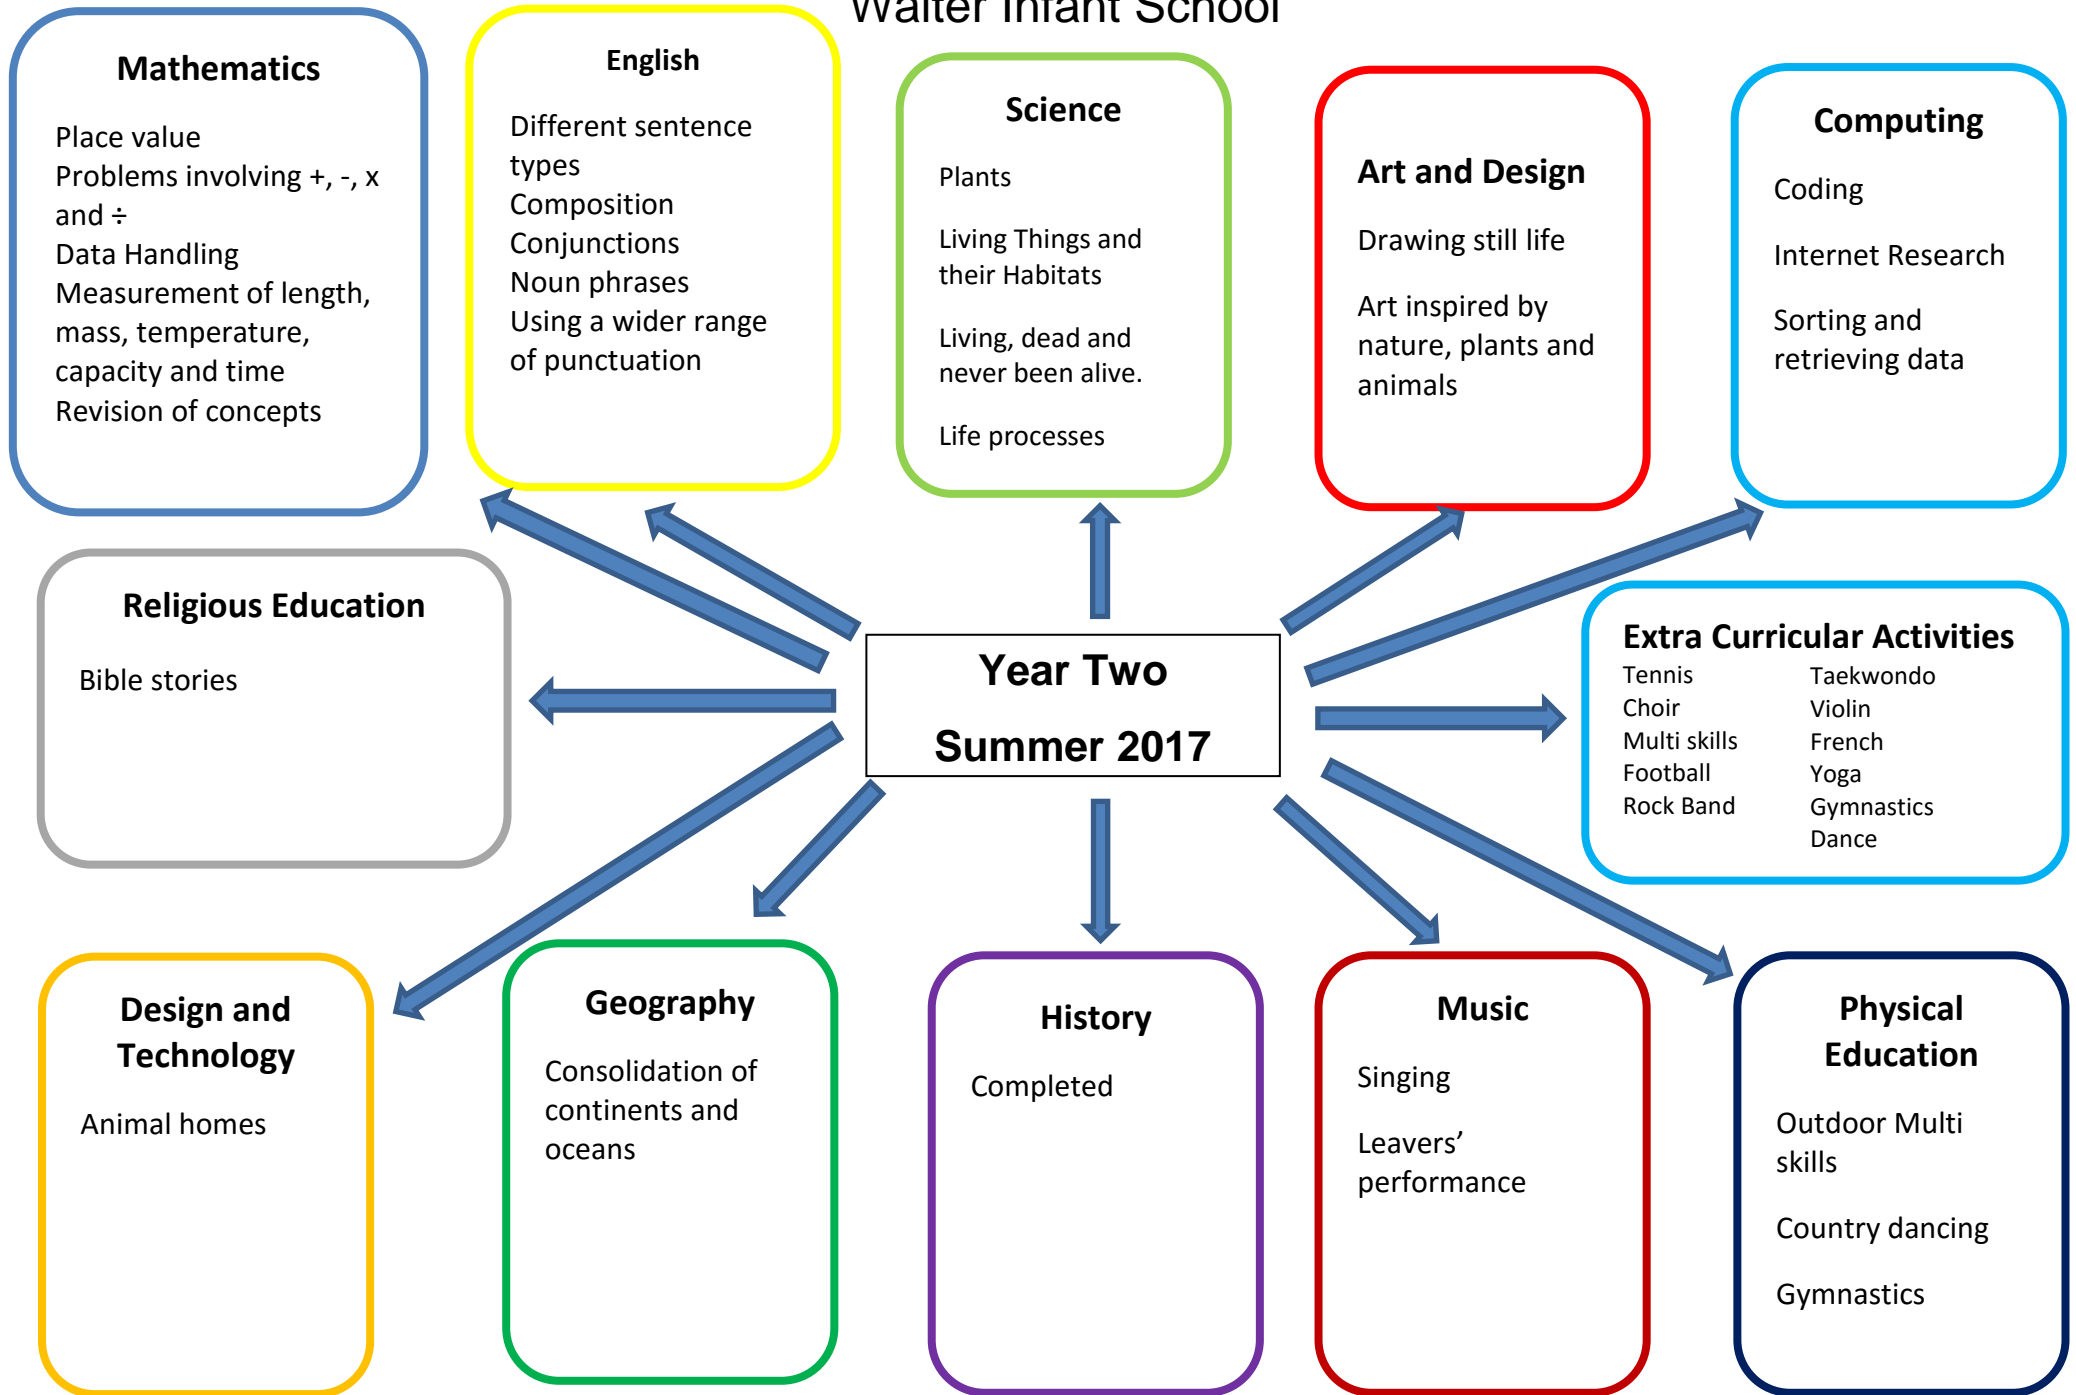 Walter Infant School
Mathematics
Place value
Problems involving +, -, x
and ÷
Data Handling
Measurement of length,
mass, temperature,
capacity and time
Revision of concepts
English
Different sentence
types
Composition
Conjunctions
Noun phrases
Using a wider range
of punctuation
Science
Plants
Living Things and
their Habitats
Living, dead and
never been alive.
Life processes
Art and Design
Drawing still life
Art inspired by
nature, plants and
animals
Computing
Coding
Internet Research
Sorting and
retrieving data
Religious Education
Bible stories
Year Two
Summer 2017
Extra Curricular Activities
Tennis
Choir
Multi skills
Football
Rock Band
Taekwondo
Violin
French
Yoga
Gymnastics
Dance
Design and
Technology
Animal homes
Geography
Consolidation of
continents and
oceans
History
Completed
Music
Singing
Leavers’
performance
Physical
Education
Outdoor Multi
skills
Country dancing
Gymnastics